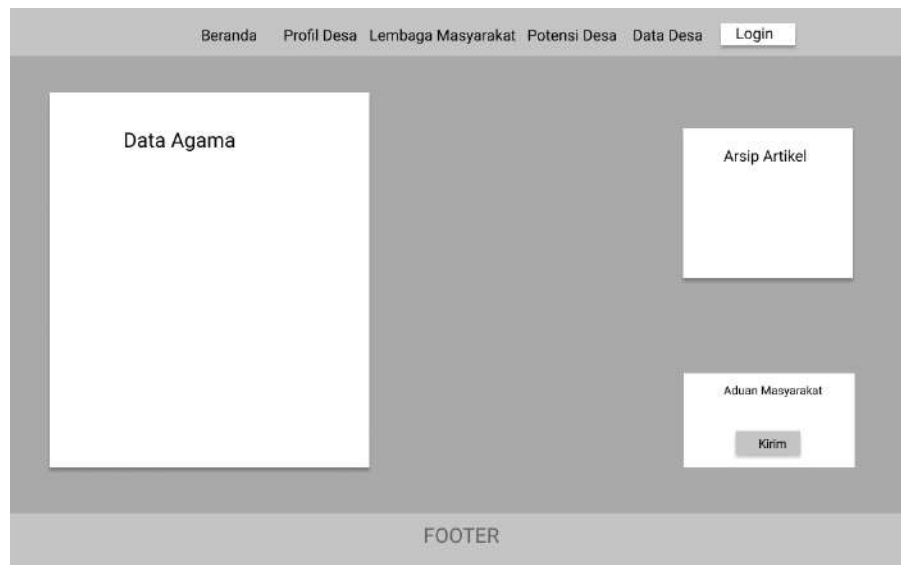 Beranda Profil Desa Lembaga Masyarakat Potensi Desa Data Desa Login
Data Agama
Arsip Artikel
Aduan Masyarakat
Kirim
FOOTER